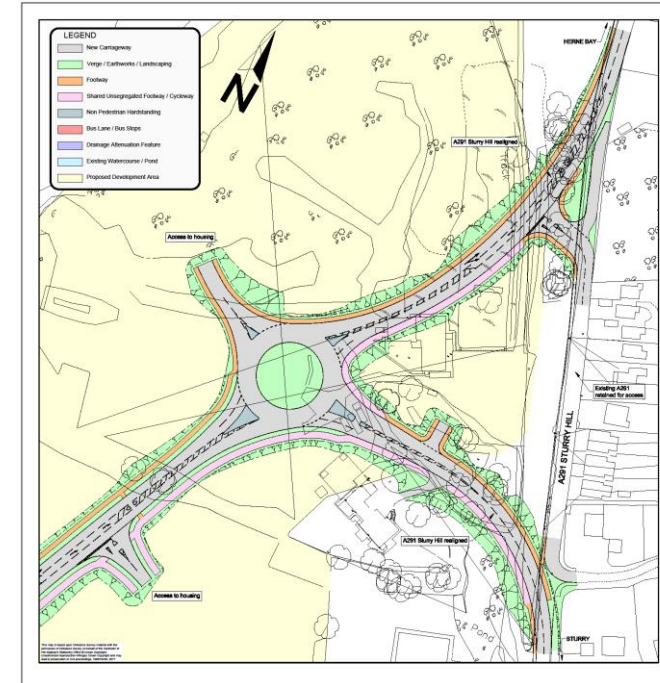 LEGEND
New Carriageway
Verge / Earthworks / Landscaping
Footway
Shared Unsegregated Footway / Cycleway
Non Pedestrian Hardstanding
Bus Lane / Bus Stops
Drainage Attenuation Feature
Existing Watercourse / Pond
Proposed Development Area
N
HERNE BAY
A291 Sturry Hill realigned
Track
Access to housing
Existing A291
retained for access
A291 STURRY HILL
A291 Sturry Hill realigned
Access to housing
Pond
STURRY